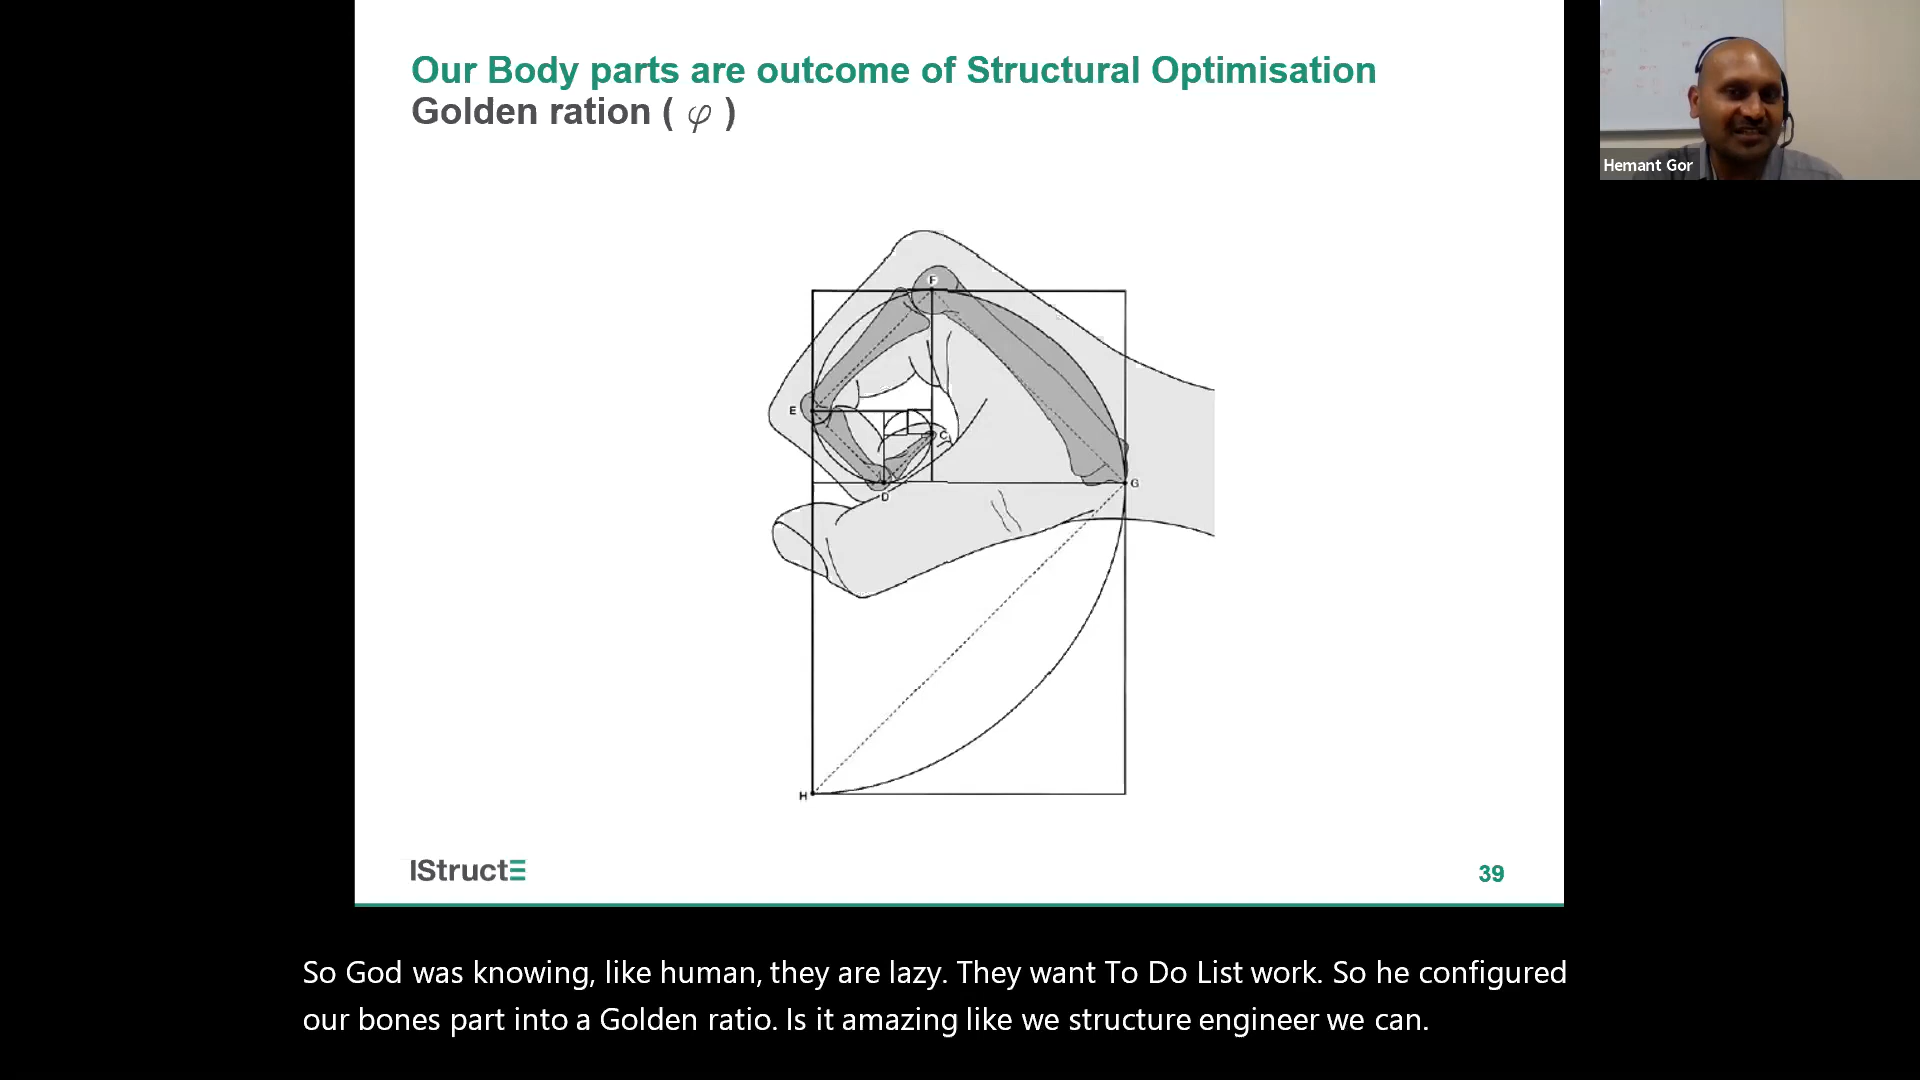 Our Body parts are outcome of Structural Optimisation
Golden ration ( φ )
Hemant Gor
F
E
C
D
G
H
IStructE
39
So God was knowing, like human, they are lazy. They want To Do List work. So he configured
our bones part into a Golden ratio. Is it amazing like we structure engineer we can.